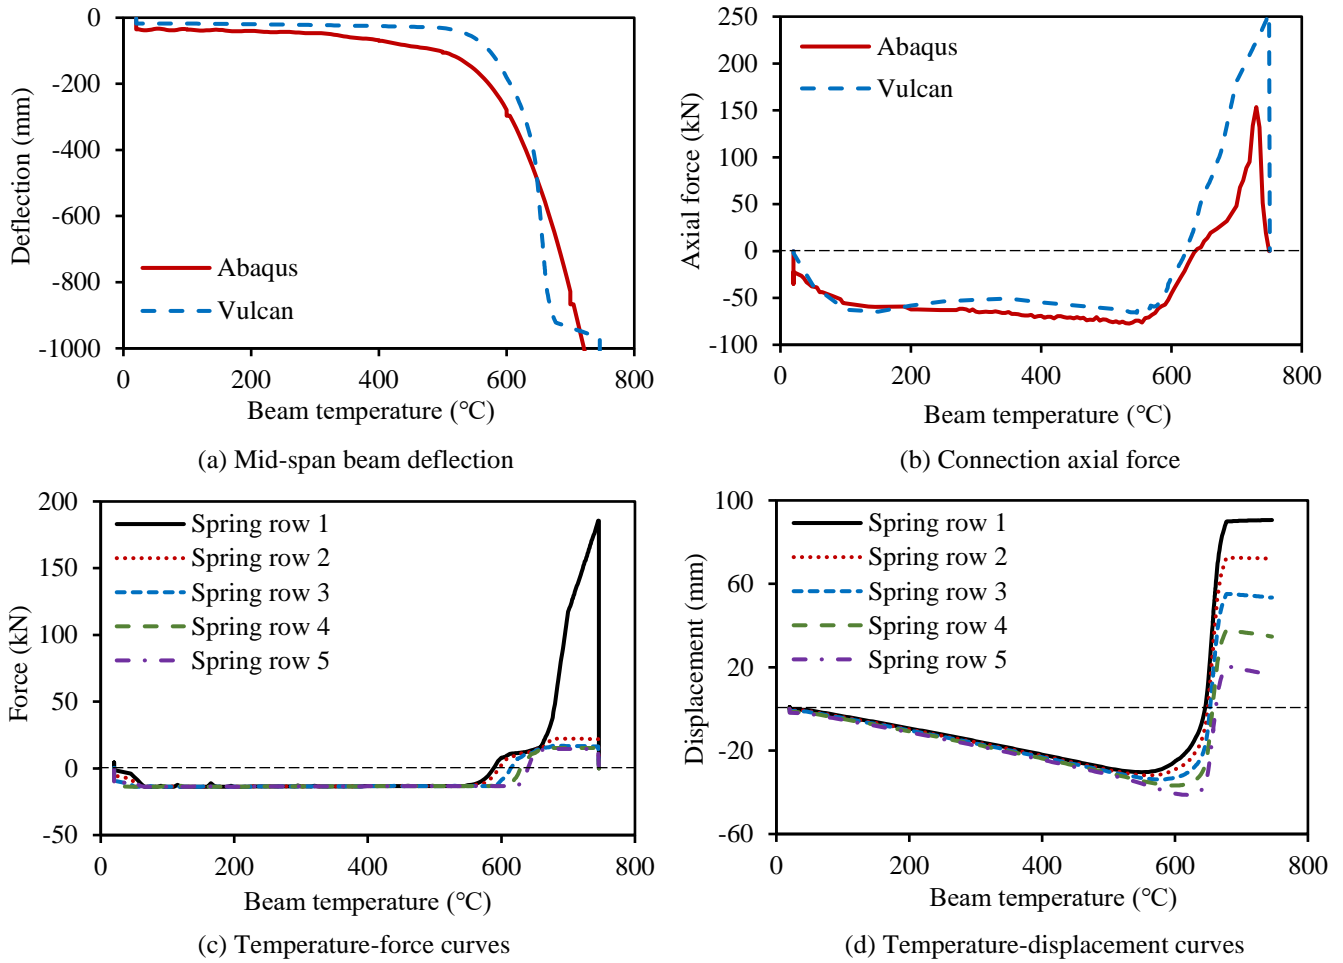 0
-200
-400
-600
-800
-1000
Deflection (mm)
Abaqus
Vulcan
0 200 400 600 800
Beam temperature (℃)
(a) Mid-span beam deflection
250
200
150
100
50
0
-50
-100
Axial force (kN)
Abaqus
Vulcan
0 200 400 600 800
Beam temperature (℃)
(b) Connection axial force
200
150
100
50
0
-50
Force (kN)
Spring row 1
Spring row 2
Spring row 3
Spring row 4
Spring row 5
0 200 400 600 800
Beam temperature (℃)
(c) Temperature-force curves
100
60
20
-20
-60
Displacement (mm)
Spring row 1
Spring row 2
Spring row 3
Spring row 4
Spring row 5
0 200 400 600 800
Beam temperature (℃)
(d) Temperature-displacement curves